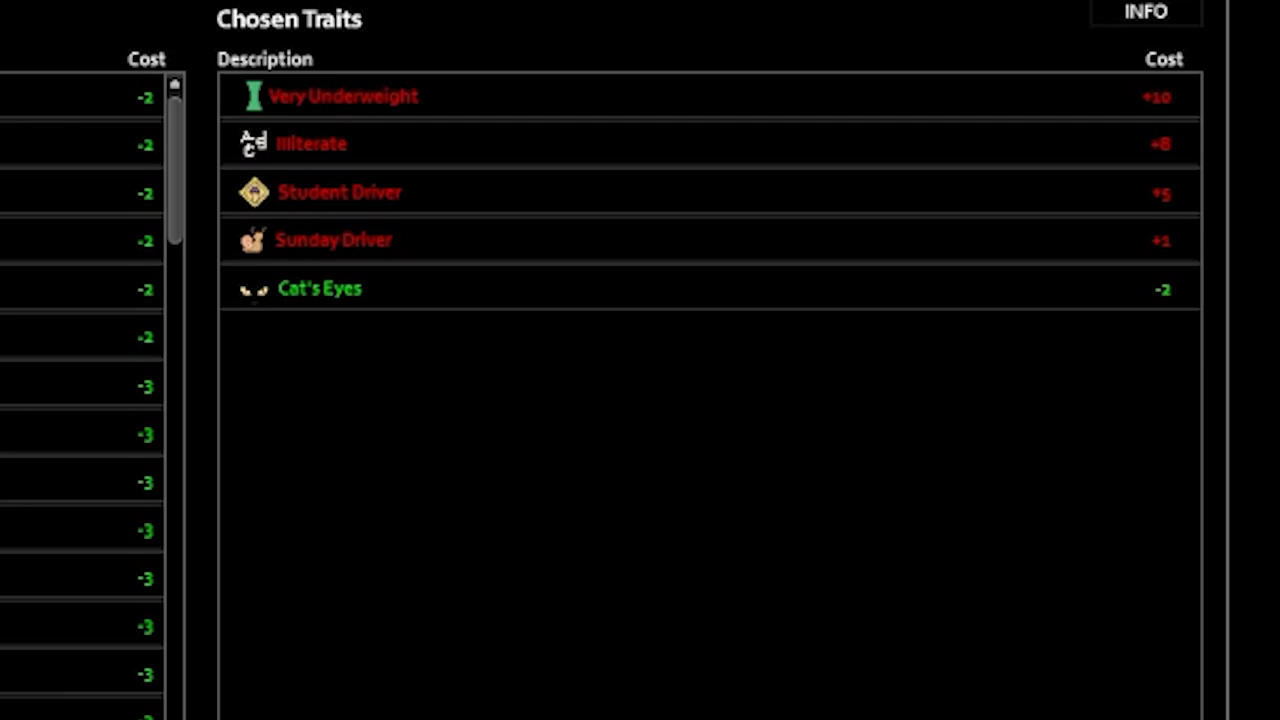 Chosen Traits
INFO
Cost
Description
Cost
-2
-2
-2
-2
-2
-2
-3
-3
-3
-3
-3
-3
-3
Very Underweight
+10
Illiterate
+8
Student Driver
+5
Sunday Driver
+1
Cat's Eyes
-2